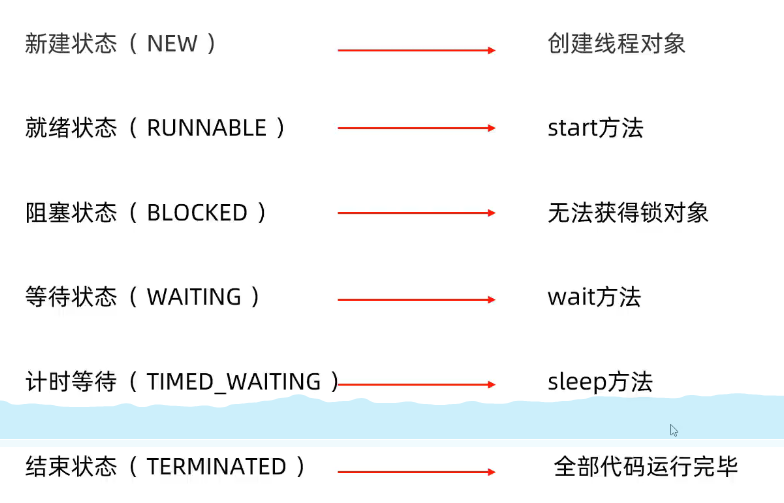 新建状态（ NEW ） 创建线程对象
就绪状态（ RUNNABLE ） start方法
阻塞状态（ BLOCKED ） 无法获得锁对象
等待状态（ WAITING ） wait方法
计时等待（ TIMED_WAITING ） sleep方法
结束状态（ TERMINATED ） 全部代码运行完毕